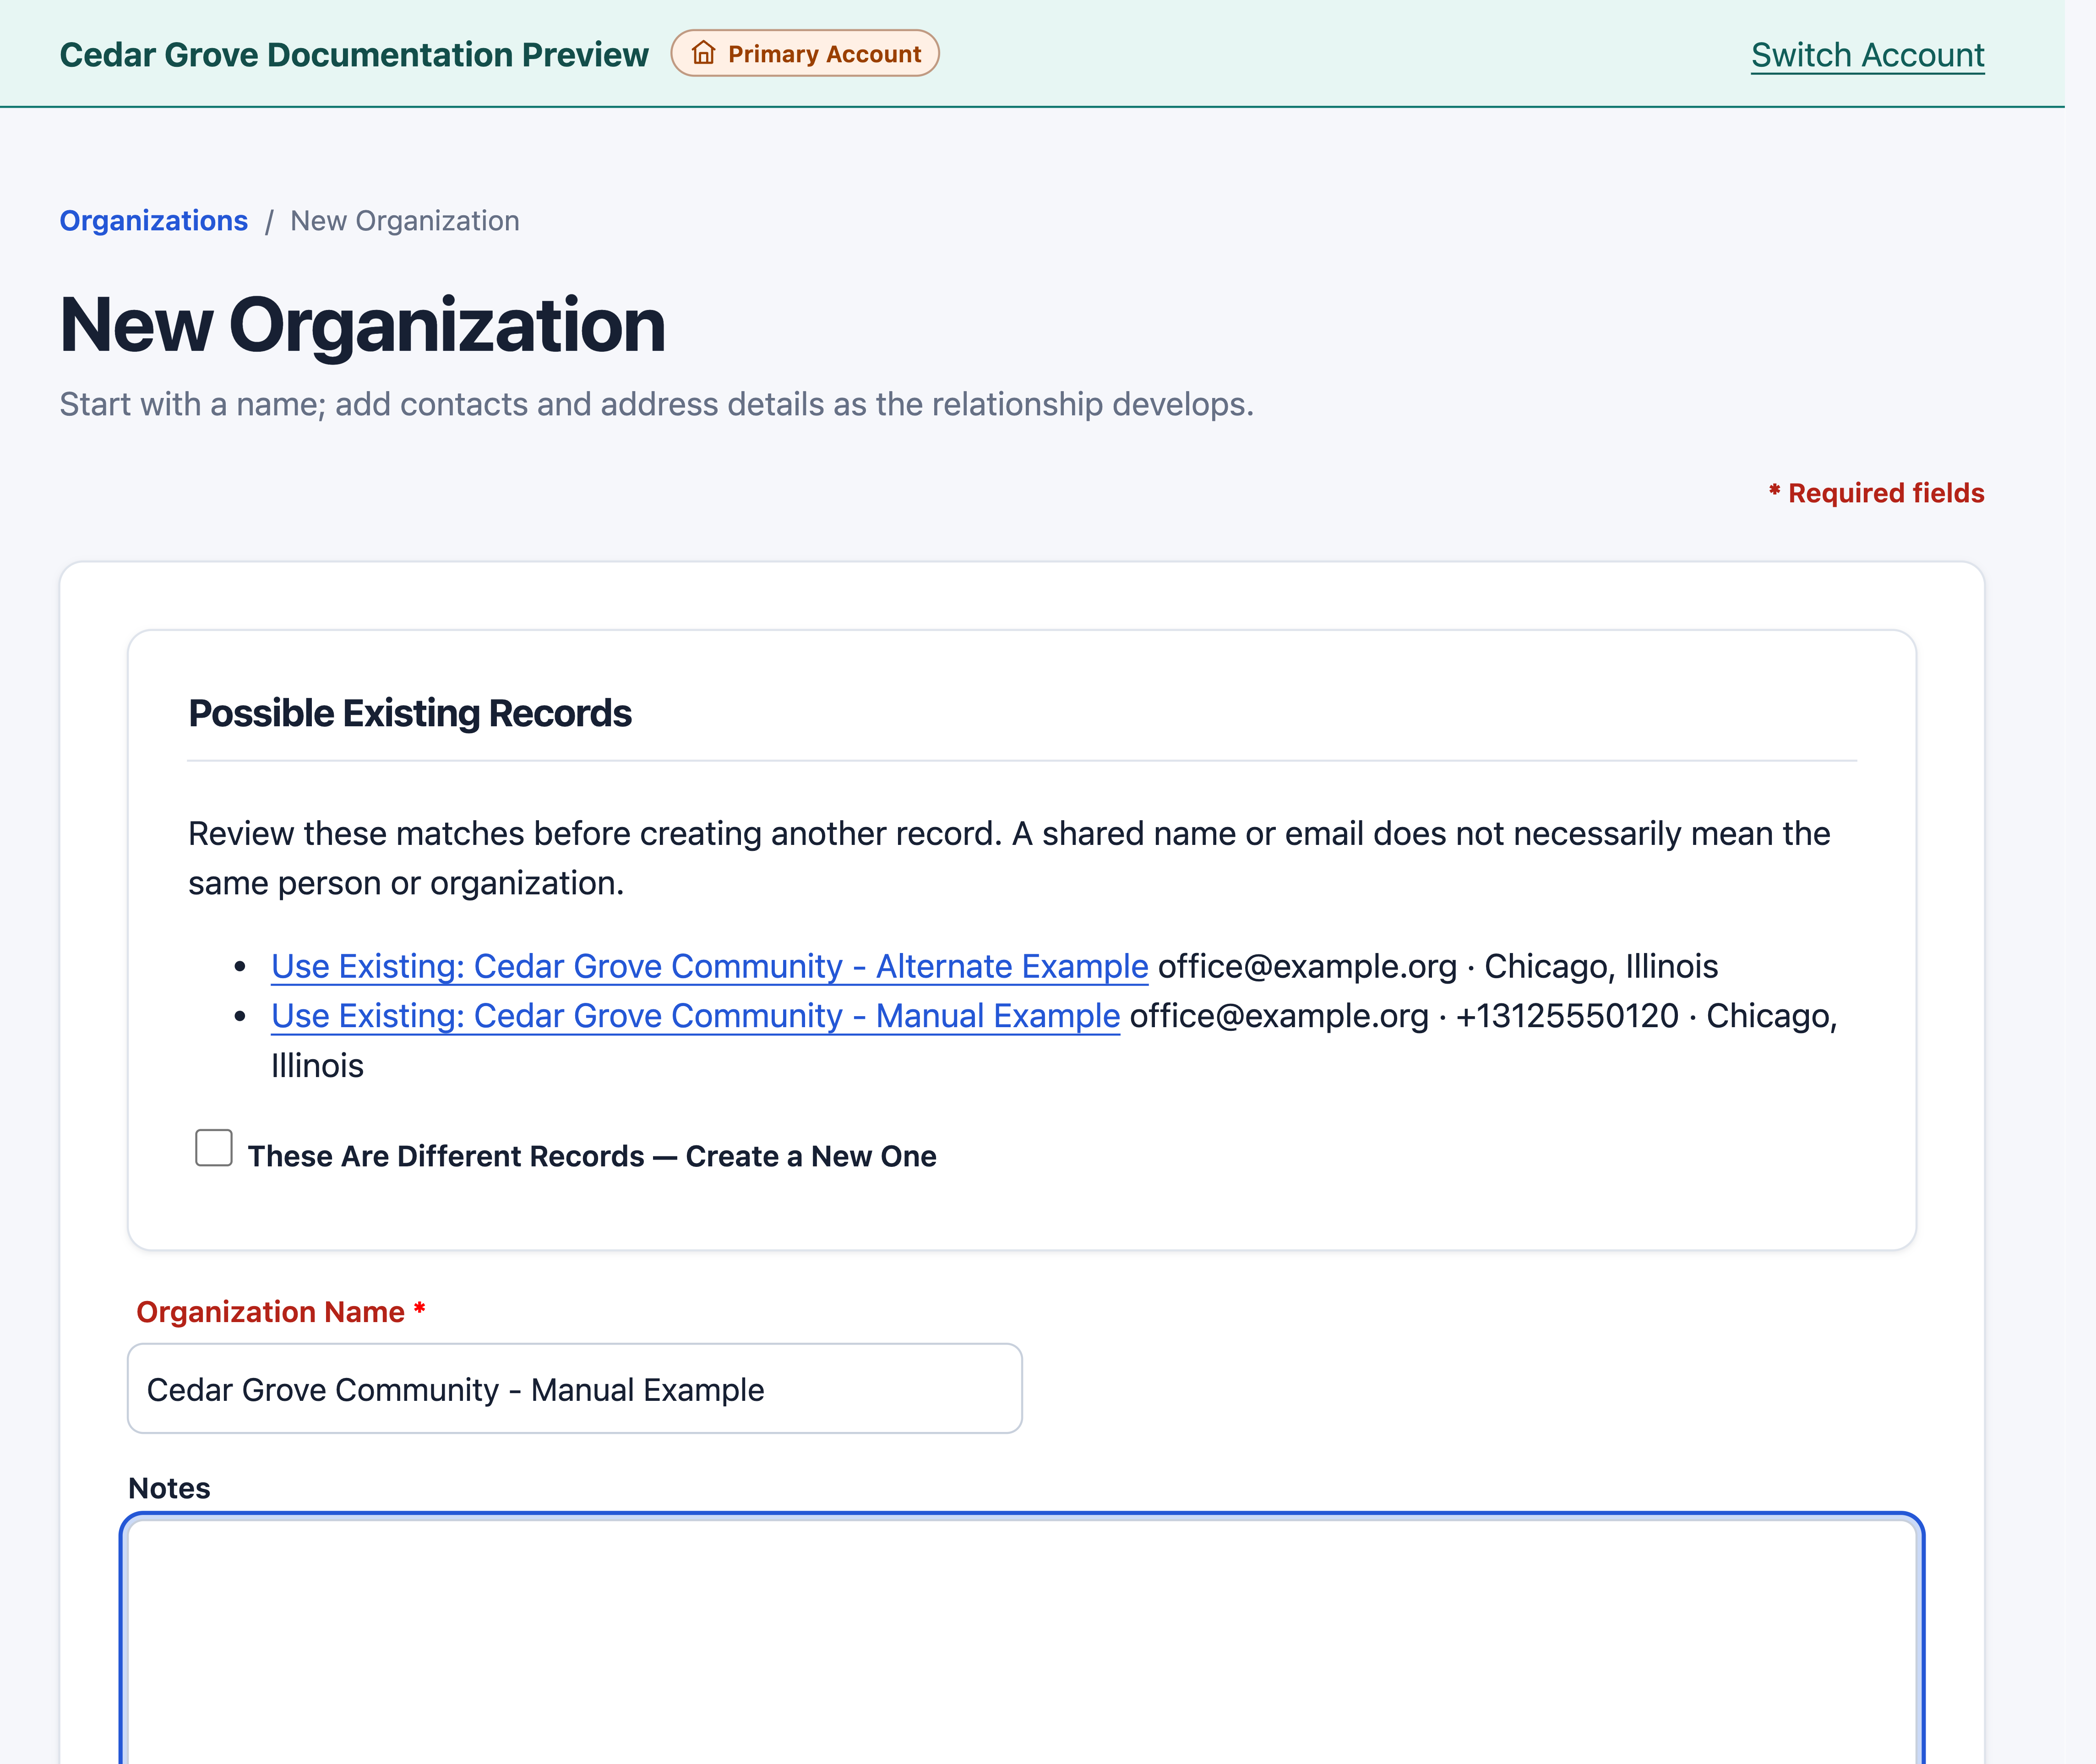 Cedar Grove Documentation Preview Primary Account Switch Account
Organizations / New Organization
New Organization
Start with a name; add contacts and address details as the relationship develops.
* Required fields
Possible Existing Records
Review these matches before creating another record. A shared name or email does not necessarily mean the
same person or organization.
• Use Existing: Cedar Grove Community - Alternate Example office@example.org · Chicago, Illinois
• Use Existing: Cedar Grove Community - Manual Example office@example.org · +13125550120 · Chicago,
Illinois
These Are Different Records — Create a New One
Organization Name *
Cedar Grove Community - Manual Example
Notes